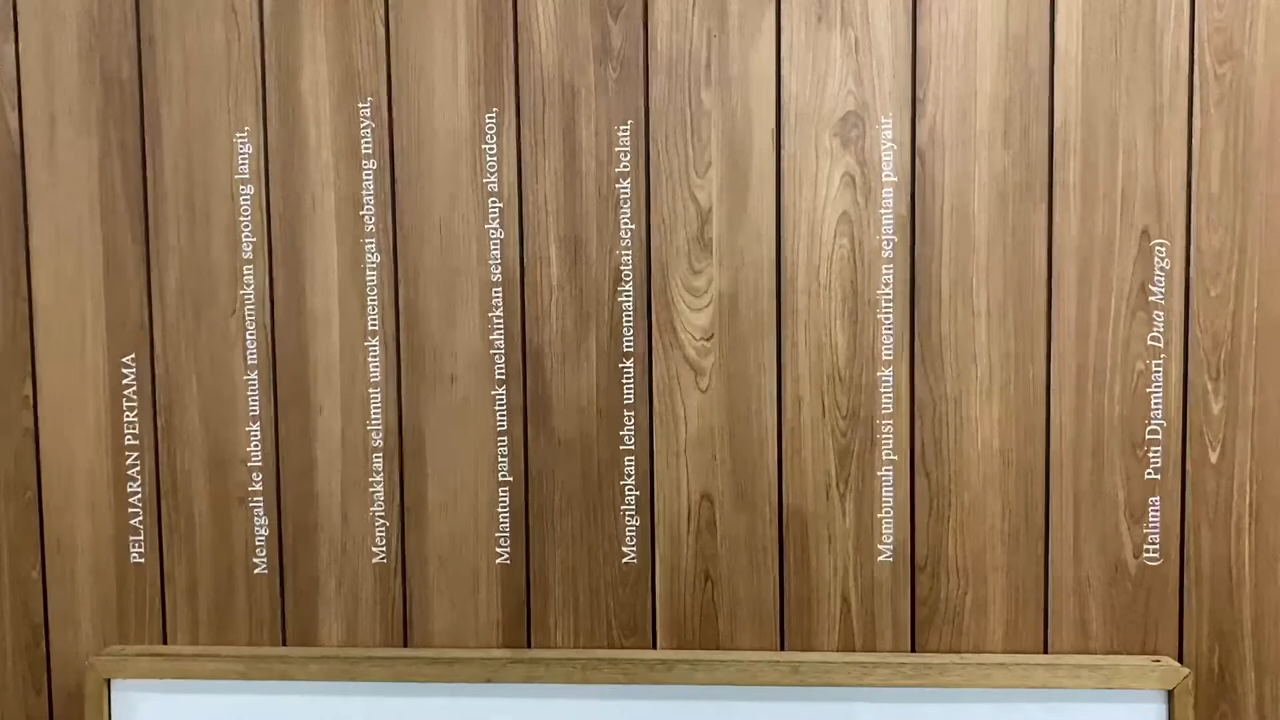 PELAJARAN PERTAMA
Menggali ke lubuk untuk menemukan sepotong langit,
Menyibakkan selimut untuk mencurigai sebatang mayat,
Melantun parau untuk melahirkan setangkup akordeon,
Mengilapkan leher untuk memahkotai sepucuk belati,
Membunuh puisi untuk mendirikan sejantan penyair.
(Halima Puti Djamhari, Dua Marga)